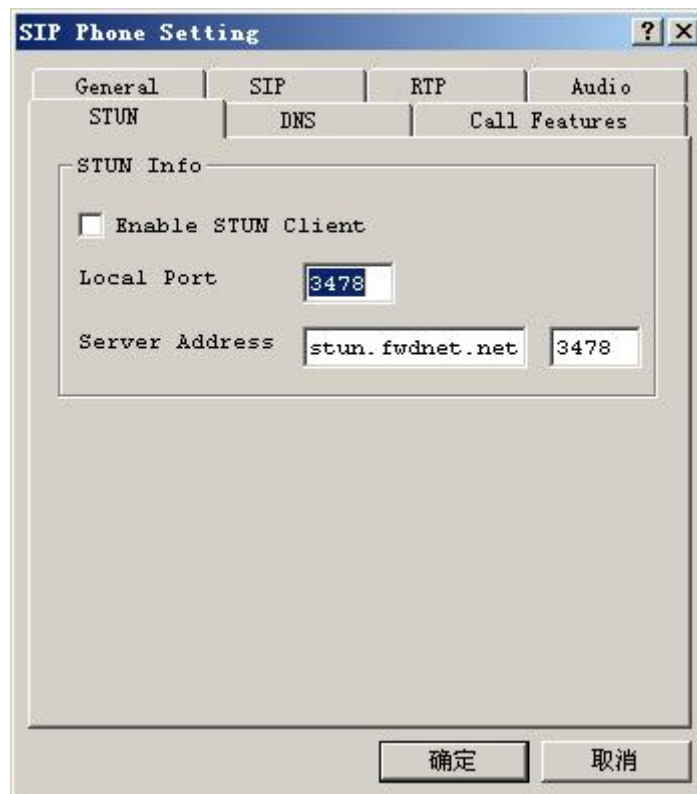 SIP Phone Setting
General SIP RTP Audio
STUN DNS Call Features
STUN Info
Enable STUN Client
Local Port 3478
Server Address stun.fwdnet.net 3478
确定 取消